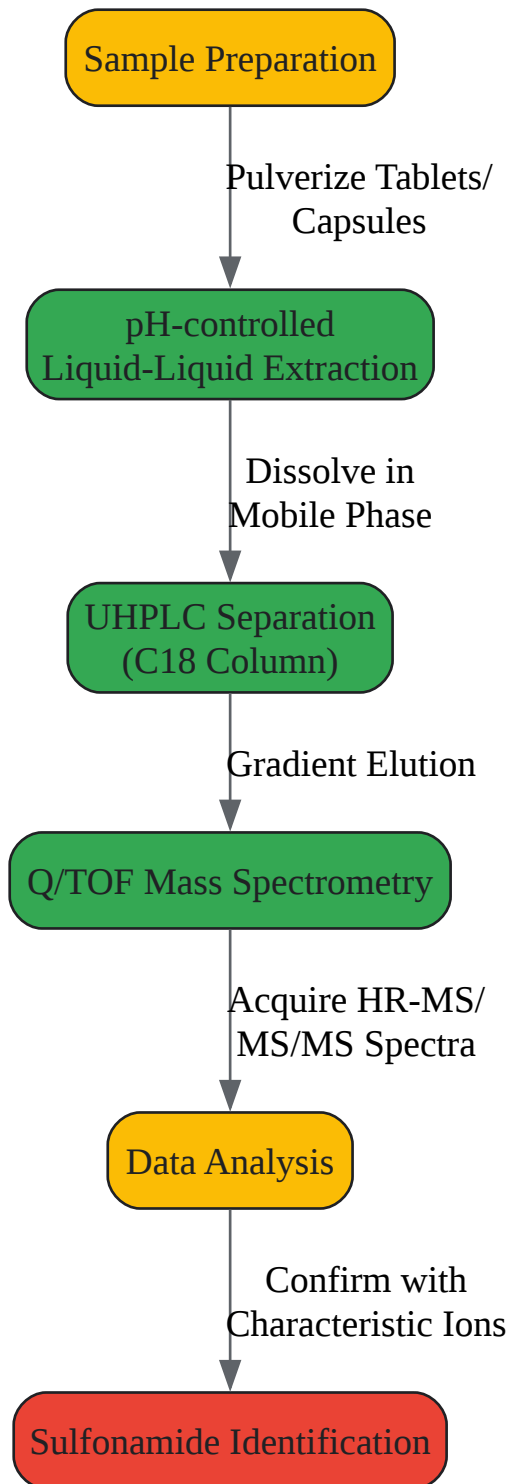 Sample Preparation
Pulverize Tablets/
Capsules
pH-controlled
Liquid-Liquid Extraction
Dissolve in
Mobile Phase
UHPLC Separation
(C18 Column)
Gradient Elution
Q/TOF Mass Spectrometry
Acquire HR-MS/
MS/MS Spectra
Data Analysis
Confirm with
Characteristic Ions
Sulfonamide Identification